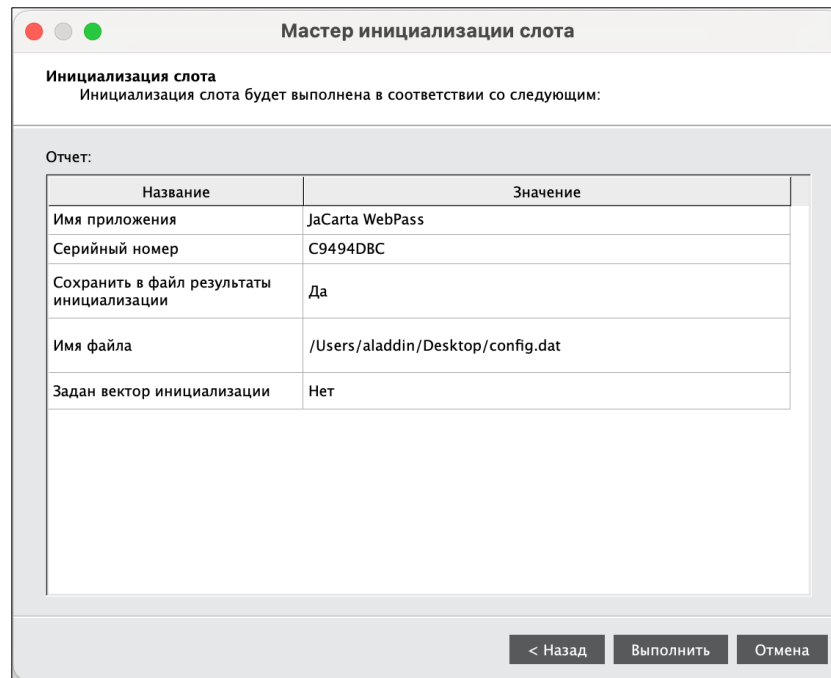 Мастер инициализации слота
Инициализация слота
Инициализация слота будет выполнена в соответствии со следующим:
Отчет:
Название Значение
Имя приложения JaCarta WebPass
Серийный номер C9494DBC
Сохранить в файл результаты
инициализации Да
Имя файла /Users/aladdin/Desktop/config.dat
Задан вектор инициализации Нет
< Назад Выполнить Отмена